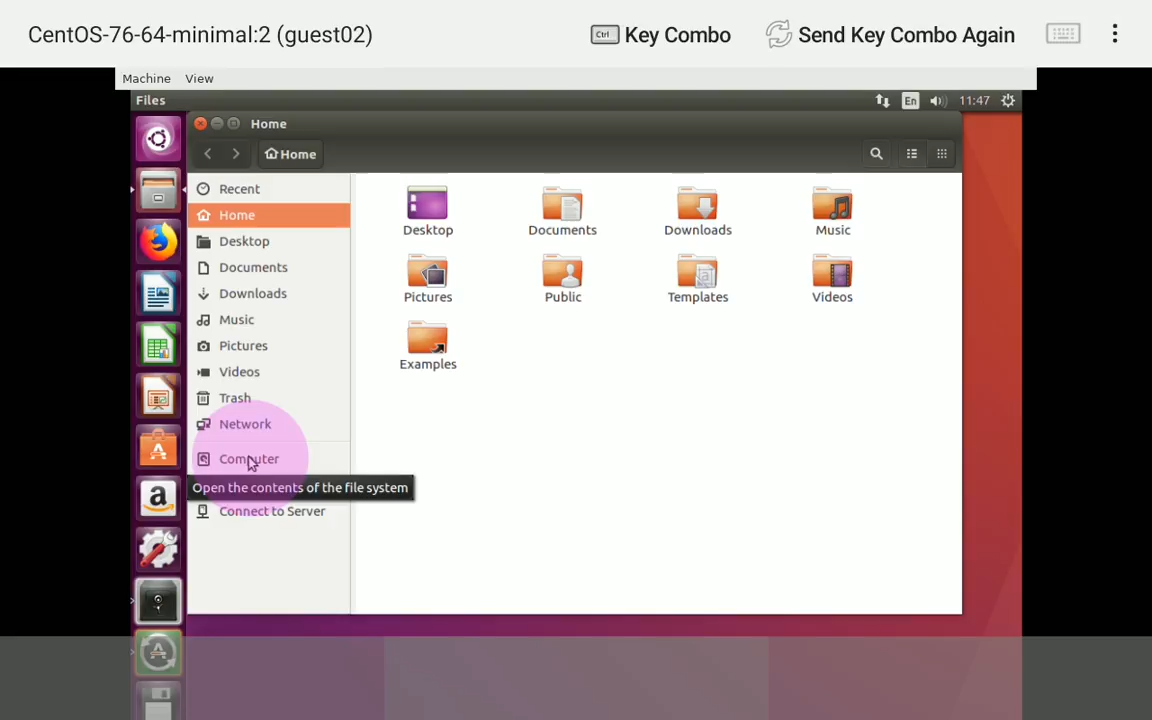 CentOS-76-64-minimal:2 (guest02)
Ctrl Key Combo
Send Key Combo Again
Machine View
Files
En
11:47
Home
Home
Recent
Home
Desktop
Documents
Downloads
Music
Pictures
Videos
Trash
Network
Computer
Open the contents of the file system
Connect to Server
Desktop
Documents
Downloads
Music
Pictures
Public
Templates
Videos
Examples